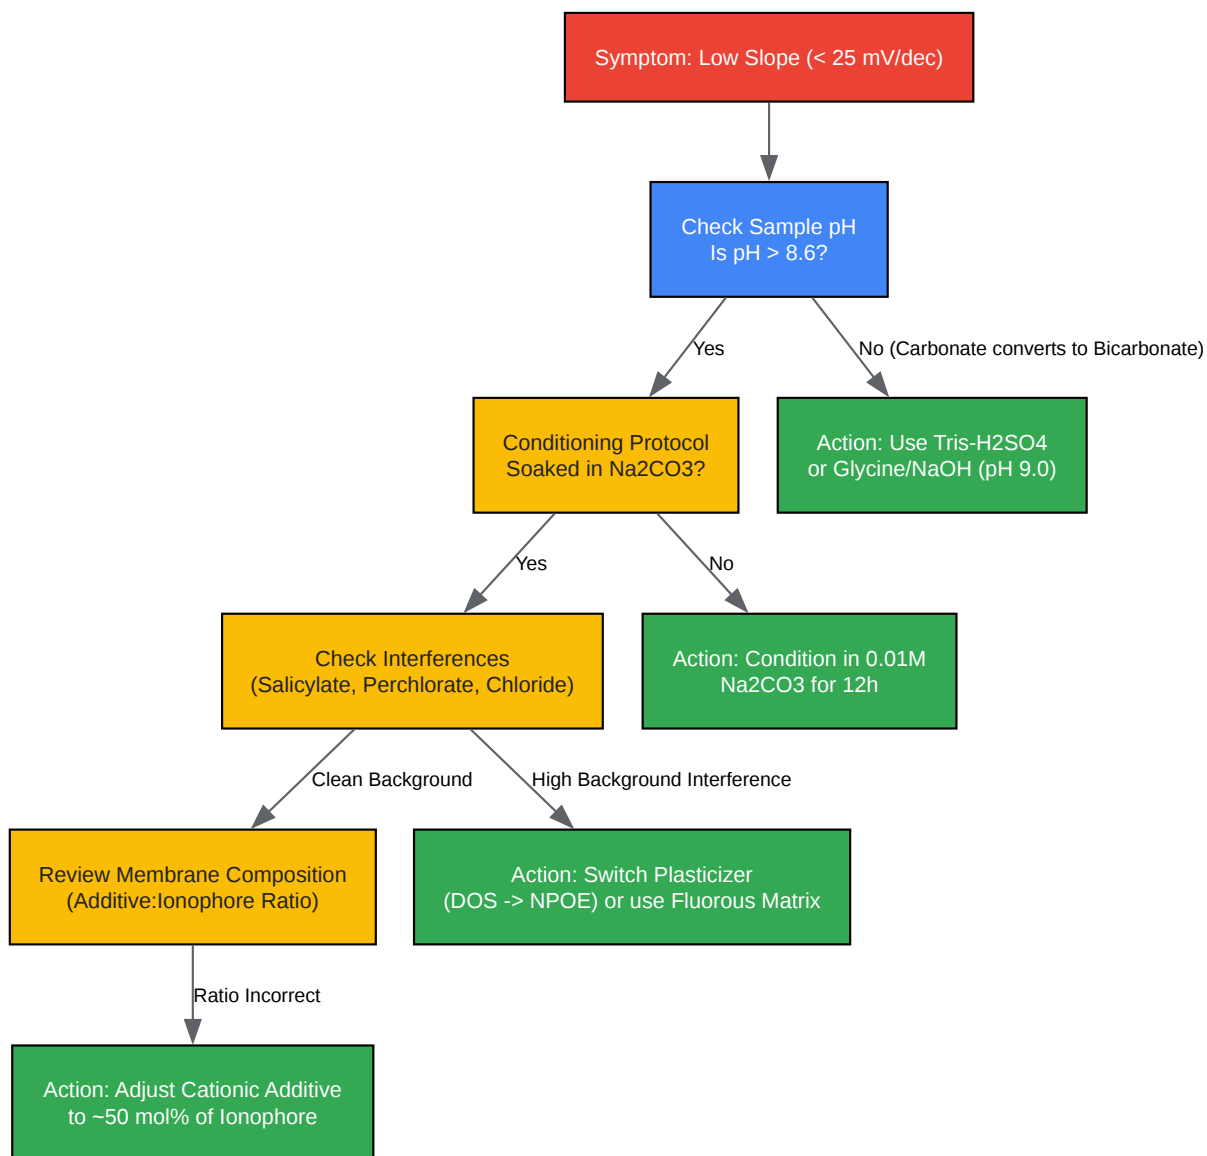 Symptom: Low Slope (< 25 mV/dec)
Check Sample pH
Is pH > 8.6?
Yes
No (Carbonate converts to Bicarbonate)
Conditioning Protocol
Soaked in Na2CO3?
Action: Use Tris-H2SO4
or Glycine/NaOH (pH 9.0)
Yes
No
Check Interferences
(Salicylate, Perchlorate, Chloride)
Action: Condition in 0.01M
Na2CO3 for 12h
Clean Background
High Background Interference
Review Membrane Composition
(Additive:Ionophore Ratio)
Action: Switch Plasticizer
(DOS -> NPOE) or use Fluorous Matrix
Ratio Incorrect
Action: Adjust Cationic Additive
to ~50 mol% of Ionophore